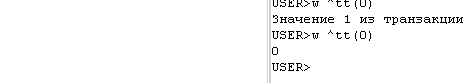 USER>w ^tt(0)
Значение 1 из транзакции
USER>w ^tt(0)
0
USER>